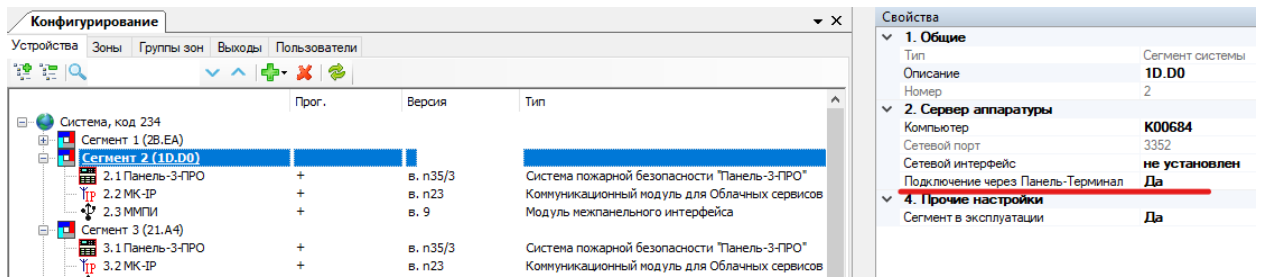 Конфигурирование
Устройства Зоны Группы зон Выходы Пользователи
Прог. Версия Тип
Система, код 234
Сегмент 1 (2B.EA)
Сегмент 2 (1D.D0)
2.1 Панель-3-ПРО + в. п35/3 Система пожарной безопасности "Панель-3-ПРО"
2.2 МК-IP + в. п23 Коммуникационный модуль для Облачных сервисов
2.3 ММПИ + в. 9 Модуль межпанельного интерфейса
Сегмент 3 (21.A4)
3.1 Панель-3-ПРО + в. п35/3 Система пожарной безопасности "Панель-3-ПРО"
3.2 МК-IP + в. п23 Коммуникационный модуль для Облачных сервисов
Свойства
1. Общие
Тип Сегмент системы
Описание 1D.D0
Номер 2
2. Сервер аппаратуры
Компьютер K00684
Сетевой порт 3352
Сетевой интерфейс не установлен
Подключение через Панель-Терминал Да
4. Прочие настройки
Сегмент в эксплуатации Да